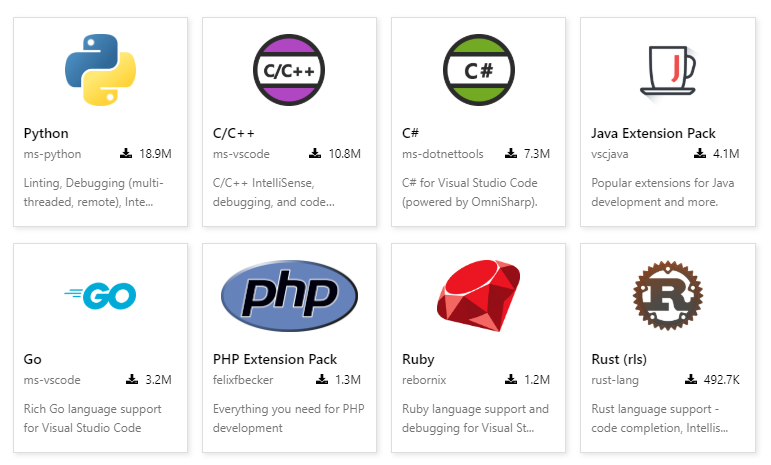 C/C++
C#
J
Python
ms-python 18.9M
Linting, Debugging (multi-
threaded, remote), Inte...
C/C++
ms-vscode 10.8M
C/C++ IntelliSense,
debugging, and code...
C#
ms-dotnettools 7.3M
C# for Visual Studio Code
(powered by OmniSharp).
Java Extension Pack
vscjava 4.1M
Popular extensions for Java
development and more.
GO
php
R
Go
ms-vscode 3.2M
Rich Go language support
for Visual Studio Code
PHP Extension Pack
felixfbecker 1.3M
Everything you need for PHP
development
Ruby
rebornix 1.2M
Ruby language support and
debugging for Visual St...
Rust (rls)
rust-lang 492.7K
Rust language support -
code completion, Intellis...